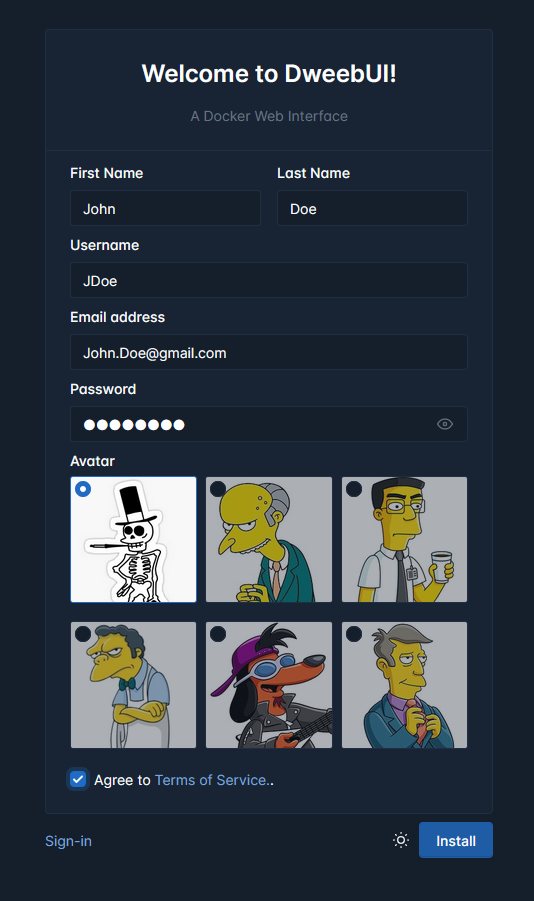 Welcome to DweebUI!
A Docker Web Interface
First Name Last Name
John Doe
Username
JDoe
Email address
John.Doe@gmail.com
Password
●●●●●●●●
Avatar
Agree to Terms of Service..
Sign-in Install